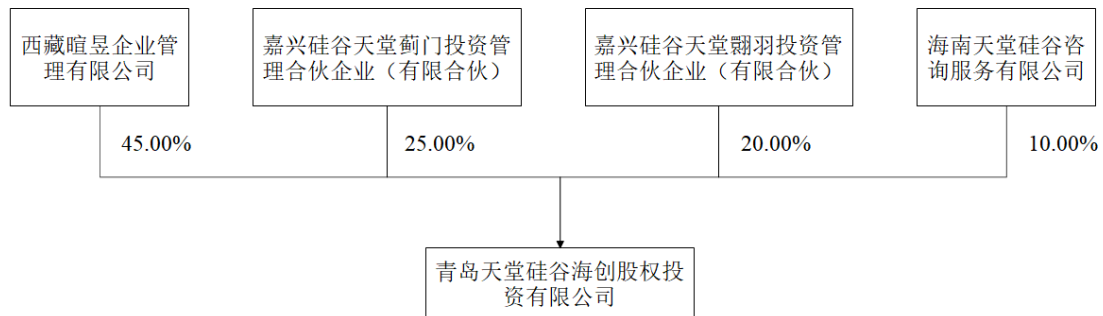 西藏暄昱企业管
理有限公司
嘉兴硅谷天堂蓟门投资管
理合伙企业（有限合伙）
嘉兴硅谷天堂翾羽投资管
理合伙企业（有限合伙）
海南天堂硅谷咨
询服务有限公司
45.00%
25.00%
20.00%
10.00%
青岛天堂硅谷海创股权投
资有限公司